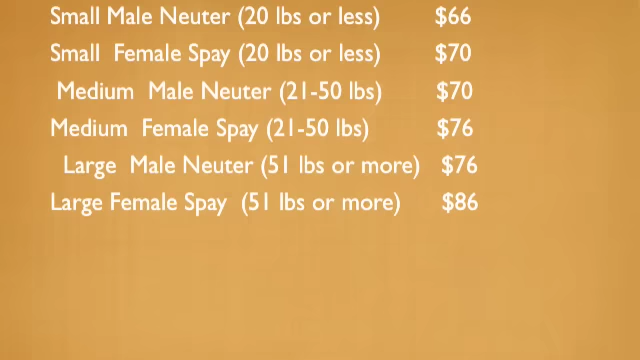 Small Male Neuter (20 lbs or less) $66
Small Female Spay (20 lbs or less) $70
Medium Male Neuter (21-50 lbs) $70
Medium Female Spay (21-50 lbs) $76
Large Male Neuter (51 lbs or more) $76
Large Female Spay (51 lbs or more) $86